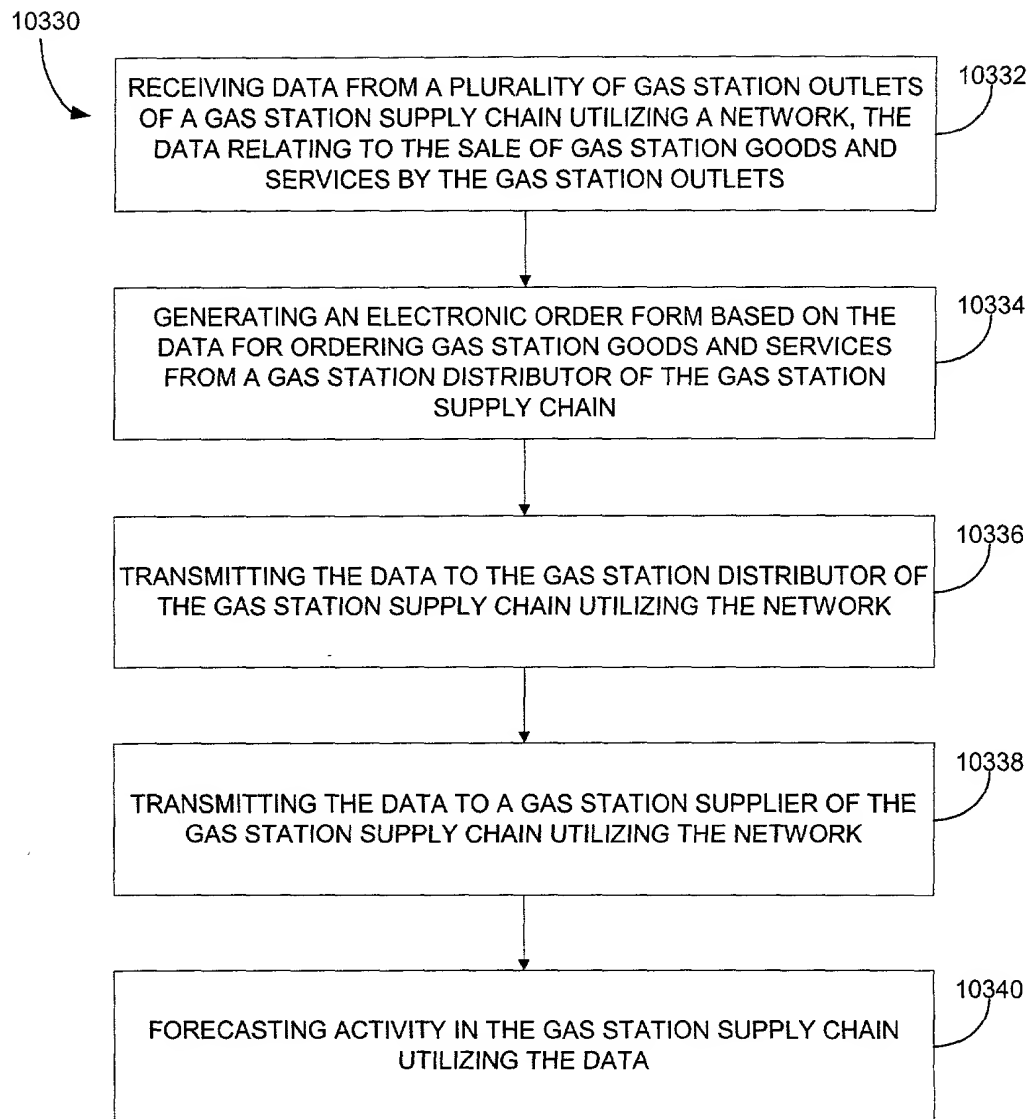 10330
RECEIVING DATA FROM A PLURALITY OF GAS STATION OUTLETS
OF A GAS STATION SUPPLY CHAIN UTILIZING A NETWORK, THE
DATA RELATING TO THE SALE OF GAS STATION GOODS AND
SERVICES BY THE GAS STATION OUTLETS
10332
GENERATING AN ELECTRONIC ORDER FORM BASED ON THE
DATA FOR ORDERING GAS STATION GOODS AND SERVICES
FROM A GAS STATION DISTRIBUTOR OF THE GAS STATION
SUPPLY CHAIN
10334
TRANSMITTING THE DATA TO THE GAS STATION DISTRIBUTOR OF
THE GAS STATION SUPPLY CHAIN UTILIZING THE NETWORK
10336
TRANSMITTING THE DATA TO A GAS STATION SUPPLIER OF THE
GAS STATION SUPPLY CHAIN UTILIZING THE NETWORK
10338
FORECASTING ACTIVITY IN THE GAS STATION SUPPLY CHAIN
UTILIZING THE DATA
10340